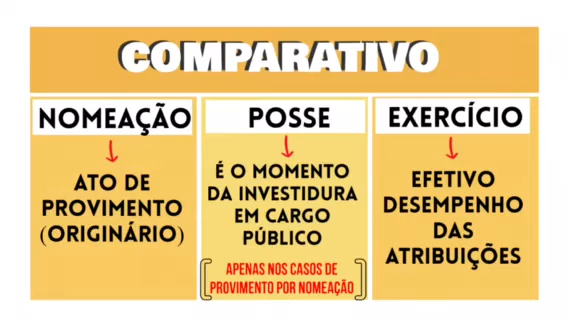 COMPARATIVO
NOMEAÇÃO
ATO DE
PROVIMENTO
(ORIGINÁRIO)
POSSE
É O MOMENTO
DA INVESTIDURA
EM CARGO
PÚBLICO
APENAS NOS CASOS DE
PROVIMENTO POR NOMEAÇÃO
EXERCÍCIO
EFETIVO
DESEMPENHO
DAS
ATRIBUIÇÕES